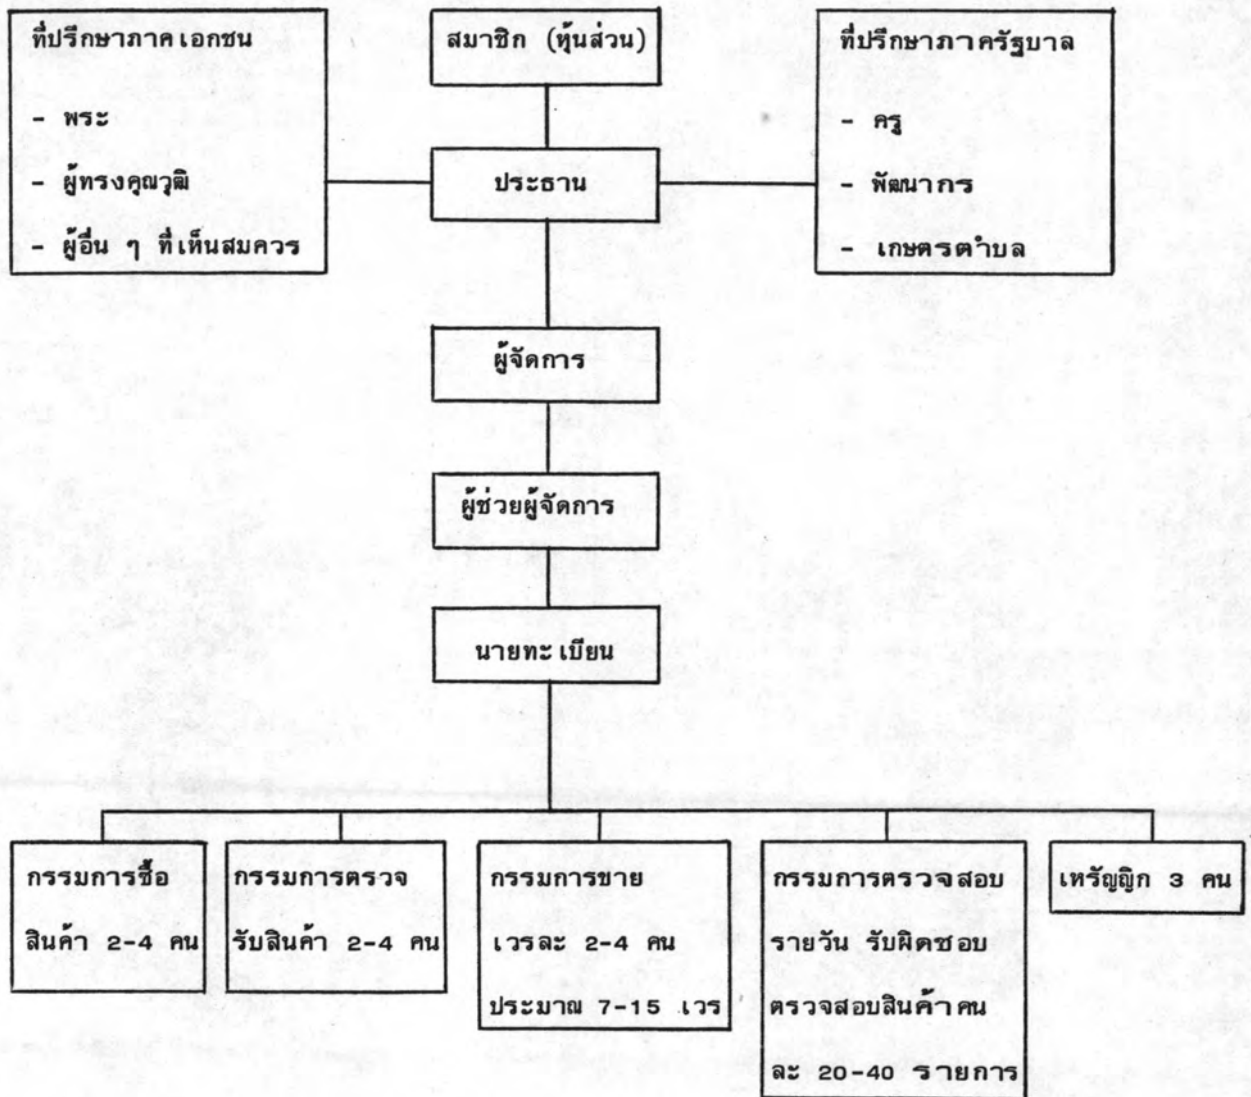 ที่ปรึกษาภาคเอกชน
- พระ
- ผู้ทรงคุณวุฒิ
- ผู้อื่น ๆ ที่เห็นสมควร
สมาชิก (หุ้นส่วน)
ประธาน
ที่ปรึกษาภาครัฐบาล
- ครู
- พัฒนากร
- เกษตรตำบล
ผู้จัดการ
ผู้ช่วยผู้จัดการ
นายทะเบียน
กรรมการซื้อ
สินค้า 2-4 คน
กรรมการตรวจ
รับสินค้า 2-4 คน
กรรมการขาย
เวรละ 2-4 คน
ประมาณ 7-15 เวร
กรรมการตรวจสอบ
รายวัน รับผิดชอบ
ตรวจสอบสินค้าคน
ละ 20-40 รายการ
เหรัญญิก 3 คน